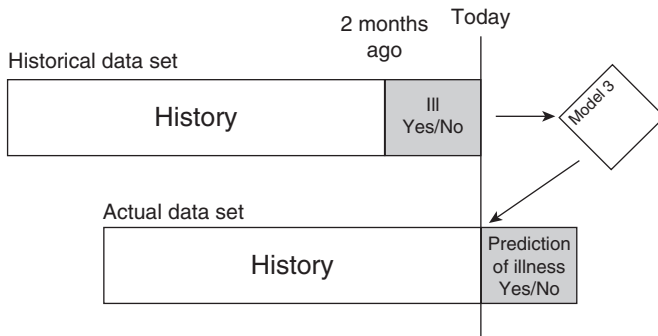 2 months
ago
Today
Historical data set
History
Ill
Yes/No
Model 3
Actual data set
History
Prediction
of illness
Yes/No